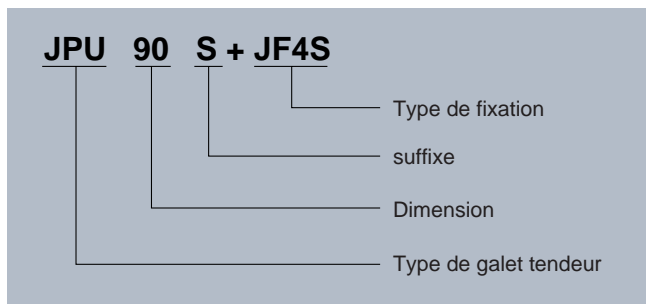 JPU 90 S + JF4S
Type de fixation
suffixe
Dimension
Type de galet tendeur